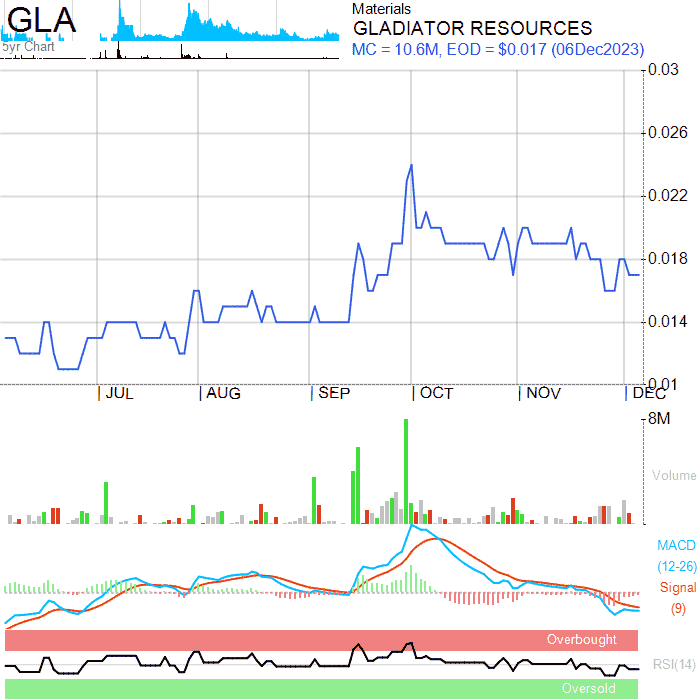 GLA
5yr Chart
Materials
GLADIATOR RESOURCES
MC = 10.6M, EOD = $0.017 (06Dec2023)
0.03
0.026
0.022
0.018
0.014
0.01
JUL AUG SEP OCT NOV DEC
8M
Volume
MACD
(12-26)
Signal
(9)
Overbought
RSI(14)
Oversold